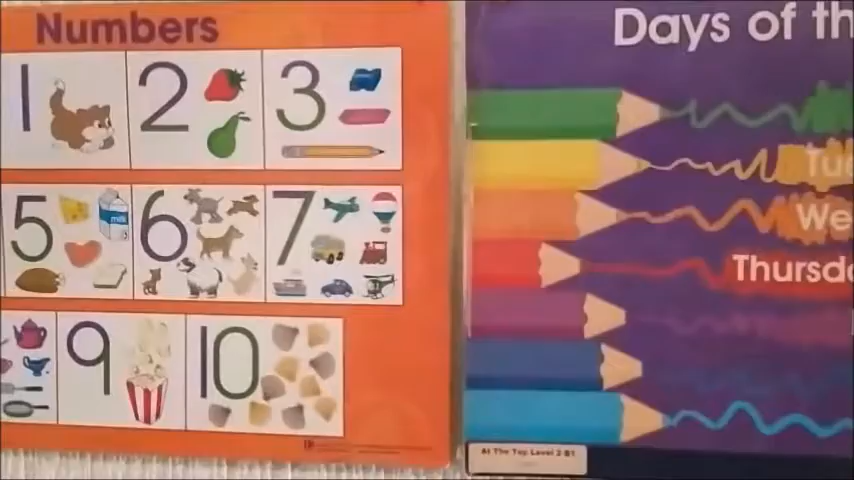 Numbers
1 2 3
5 6 7
milk
9 10
Days of th
Tue
We
Thursda
At The Top Level 2 B1